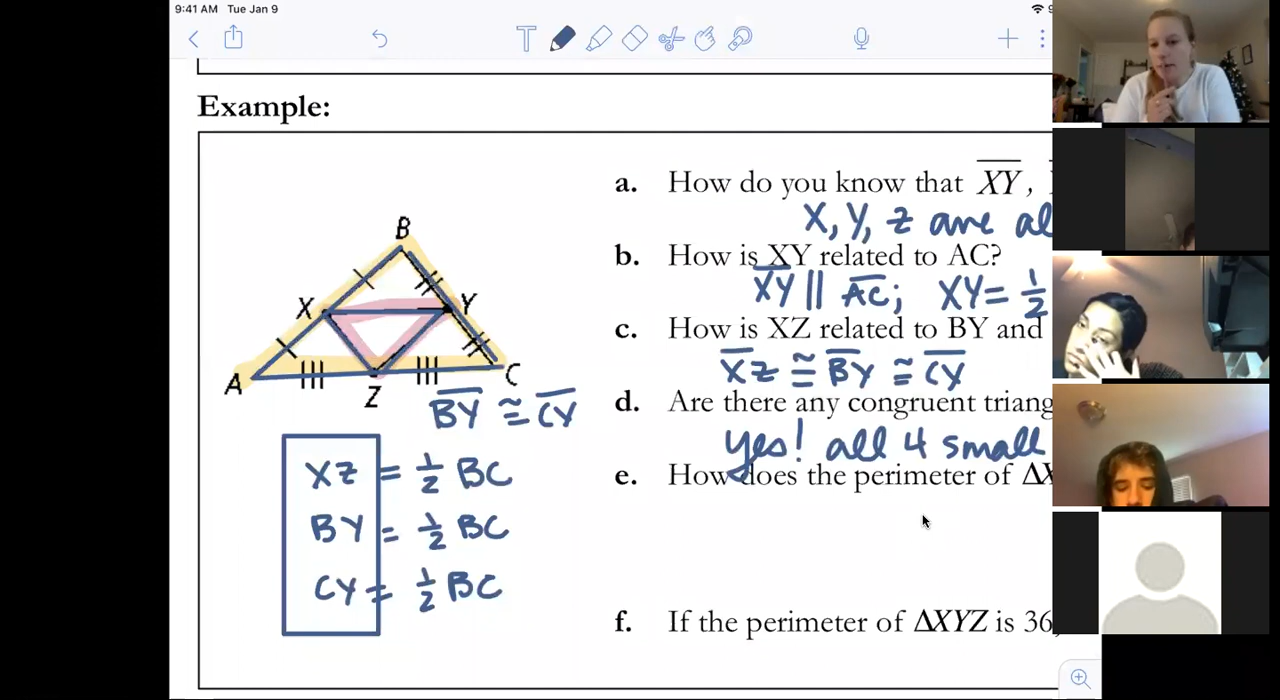 9:41 AM Tue Jan 9
Example:
a. How do you know that XY,
X, Y, Z are al
b. How is XY related to AC?
XY || AC; XY = 1/2
c. How is XZ related to BY and
XZ ≅ BY ≅ CY
d. Are there any congruent triang
yes! all 4 small
e. How does the perimeter of ΔX
f. If the perimeter of ΔXYZ is 36,
B
X
Y
A
Z
C
BY ≅ CY
XZ = 1/2 BC
BY = 1/2 BC
CY = 1/2 BC
T